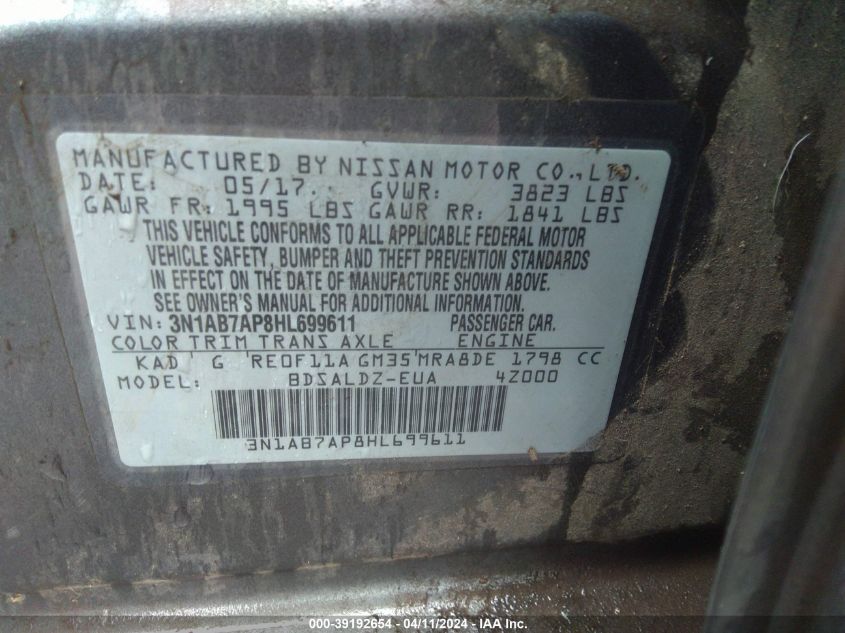 MANUFACTURED BY NISSAN MOTOR CO., LTD.
DATE: 05/17. GVWR: 3823 LBS
GAWR FR: 1995 LBS GAWR RR: 1841 LBS
THIS VEHICLE CONFORMS TO ALL APPLICABLE FEDERAL MOTOR
VEHICLE SAFETY, BUMPER AND THEFT PREVENTION STANDARDS
IN EFFECT ON THE DATE OF MANUFACTURE SHOWN ABOVE.
SEE OWNER'S MANUAL FOR ADDITIONAL INFORMATION.
VIN: 3N1AB7AP8HL699611 PASSENGER CAR.
COLOR TRIM TRANS AXLE ENGINE
KAD G RE0F11A GM35 MRA8DE 1798 CC
MODEL: BDSALDZ-EUA 4Z000
3N1AB7AP8HL699611
000-39192654 - 04/11/2024 - IAA Inc.